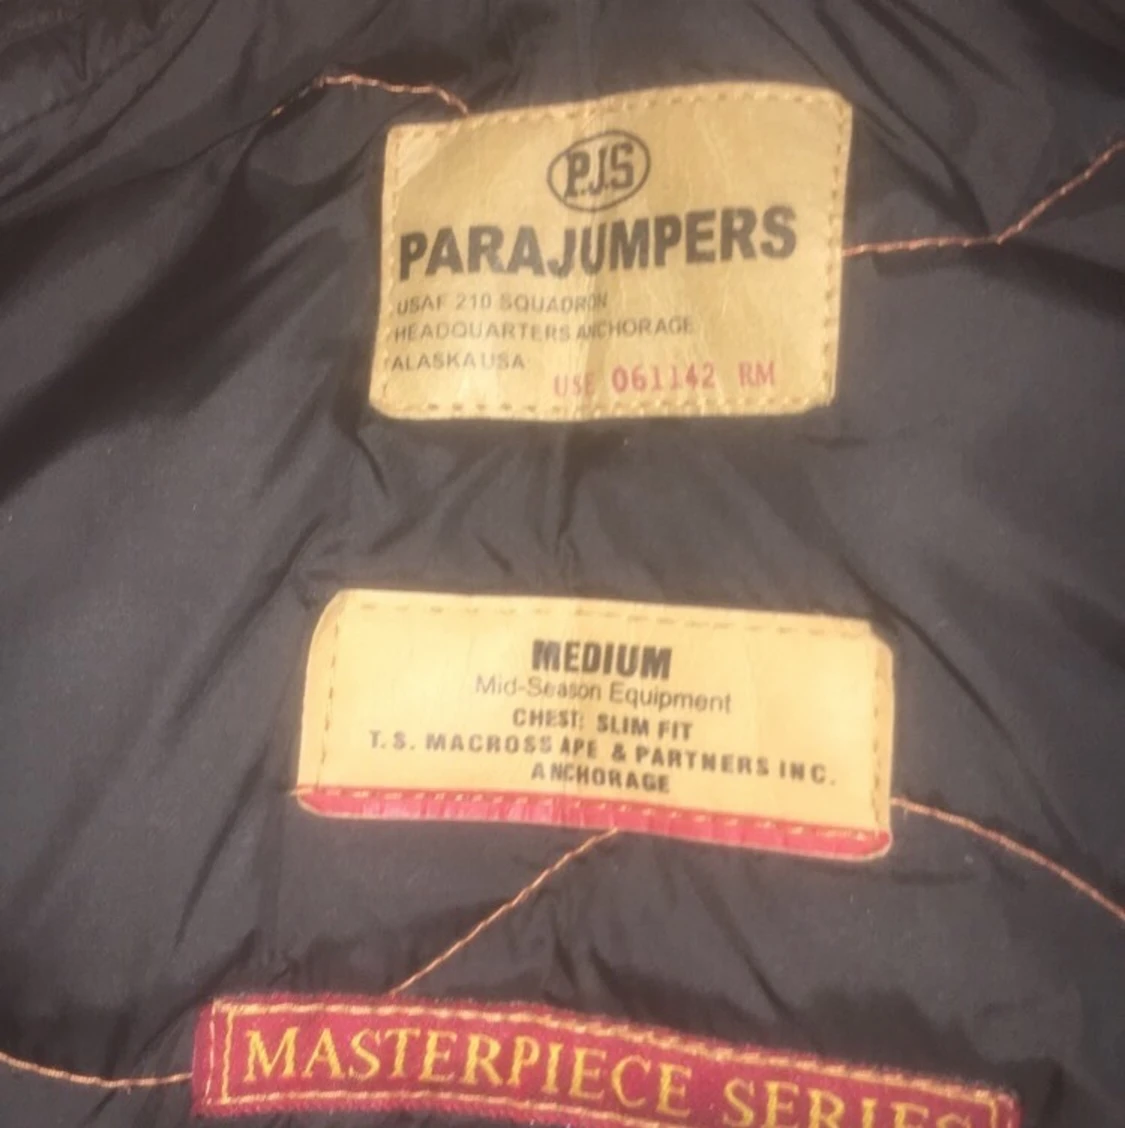 P.J.S
PARAJUMPERS
USAF 210 SQUADRON
HEADQUARTERS ANCHORAGE
ALASKA USA
USE 061142 RM
MEDIUM
Mid-Season Equipment
CHEST: SLIM FIT
T.S. MACROSS APE & PARTNERS INC.
ANCHORAGE
MASTERPIECE SERIES